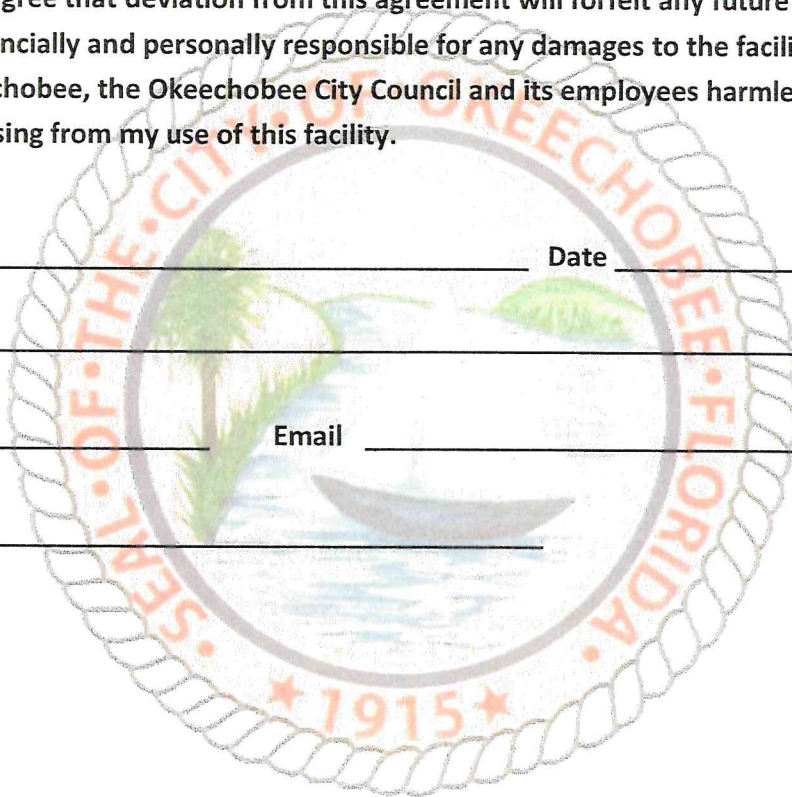 gree that deviation from this agreement will forfeit any future
ncially and personally responsible for any damages to the facili
chobee, the Okeechobee City Council and its employees harmle
sing from my use of this facility.
Date
Email
SEAL•OF•THE•CITY•OF•OKEECHOBEE•FLORIDA•
★1915★